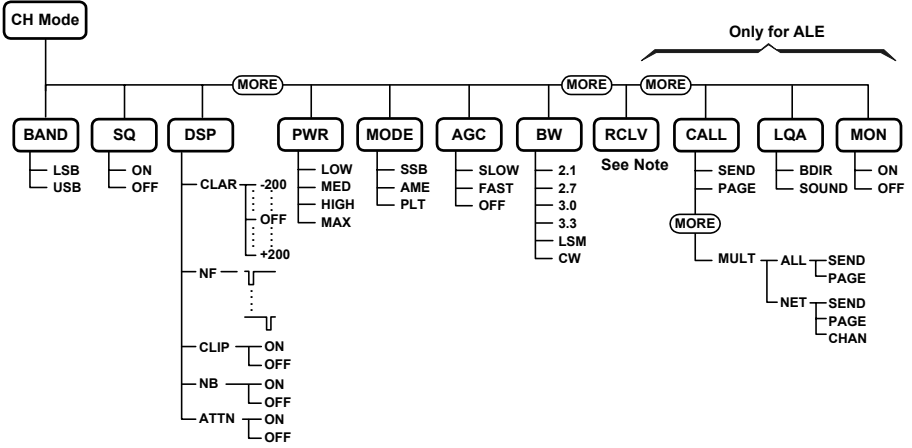 CH Mode
Only for ALE
MORE
MORE
MORE
BAND
SQ
DSP
PWR
MODE
AGC
BW
RCLV
CALL
LQA
MON
LSB
USB
ON
OFF
CLAR
-200
OFF
+200
NF
CLIP
ON
OFF
NB
ON
OFF
ATTN
ON
OFF
LOW
MED
HIGH
MAX
SSB
AME
PLT
SLOW
FAST
OFF
2.1
2.7
3.0
3.3
LSM
CW
See Note
SEND
PAGE
MORE
MULT
ALL
SEND
PAGE
NET
SEND
PAGE
CHAN
BDIR
SOUND
ON
OFF